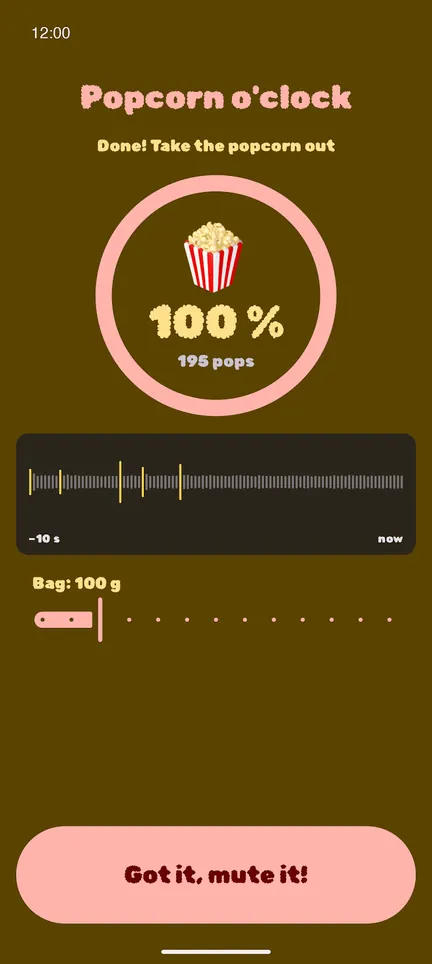 12:00
Popcorn o'clock
Done! Take the popcorn out
100 %
195 pops
−10 s
now
Bag: 100 g
Got it, mute it!